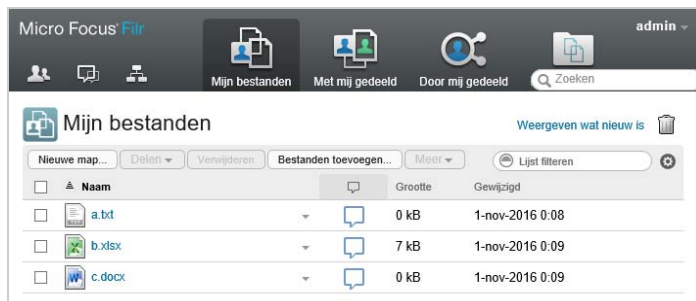 Micro Focus Filr
admin
Mijn bestanden Met mij gedeeld Door mij gedeeld Zoeken
Mijn bestanden
Weergeven wat nieuw is
Nieuwe map... Delen Verwijderen Bestanden toevoegen... Meer Lijst filteren
Naam Grootte Gewijzigd
a.txt 0 kB 1-nov-2016 0:08
b.xlsx 7 kB 1-nov-2016 0:09
c.docx 0 kB 1-nov-2016 0:09